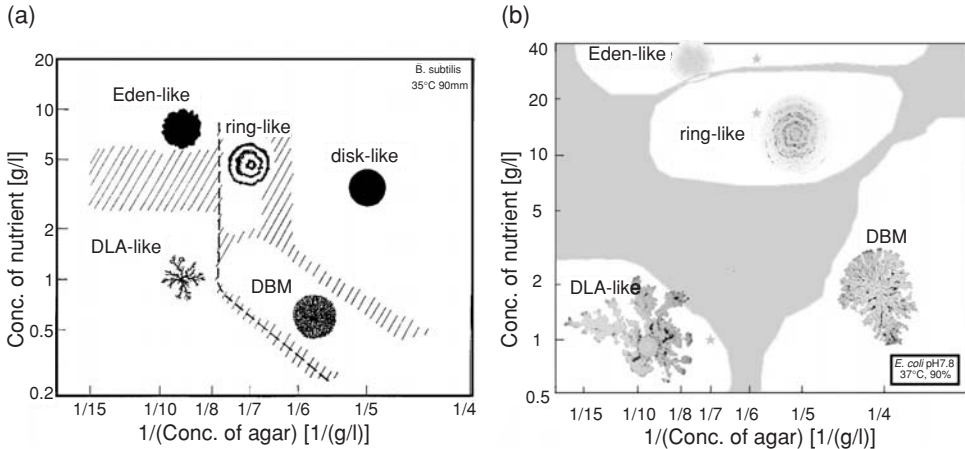 (a)
Conc. of nutrient [g/l]
20
10
5
2
1
0.5
0.2
B. subtilis
35°C 90mm
Eden-like
ring-like
disk-like
DLA-like
DBM
1/15 1/10 1/8 1/7 1/6 1/5 1/4
1/(Conc. of agar) [1/(g/l)]
(b)
Conc. of nutrient [g/l]
40
20
10
5
2
1
0.5
Eden-like
ring-like
DBM
DLA-like
E. coli pH7.8
37°C, 90%
1/15 1/10 1/8 1/7 1/6 1/5 1/4
1/(Conc. of agar) [1/(g/l)]